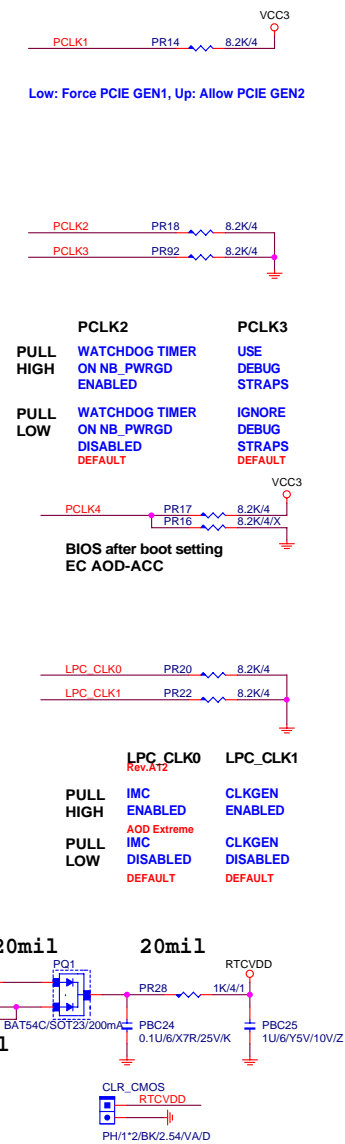 VCC3
PCLK1 PR14 8.2K/4
Low: Force PCIE GEN1, Up: Allow PCIE GEN2
PCLK2 PR18 8.2K/4
PCLK3 PR92 8.2K/4
PCLK2 PCLK3
PULL WATCHDOG TIMER USE
HIGH ON NB_PWRGD DEBUG
ENABLED STRAPS
PULL WATCHDOG TIMER IGNORE
LOW ON NB_PWRGD DEBUG
DISABLED STRAPS
DEFAULT DEFAULT
VCC3
PCLK4 PR17 8.2K/4
PR16 8.2K/4/X
BIOS after boot setting
EC AOD-ACC
LPC_CLK0 PR20 8.2K/4
LPC_CLK1 PR22 8.2K/4
LPC_CLK0 LPC_CLK1
Rev.A12
PULL IMC CLKGEN
HIGH ENABLED ENABLED
AOD Extreme
PULL IMC CLKGEN
LOW DISABLED DISABLED
DEFAULT DEFAULT
20mil 20mil
PQ1 RTCVDD
PR28 1K/4/1
BAT54C/SOT23/200mA PBC24 PBC25
0.1U/6/X7R/25V/K 1U/6/Y5V/10V/Z
CLR_CMOS
RTCVDD
PH/1*2/BK/2.54/VA/D